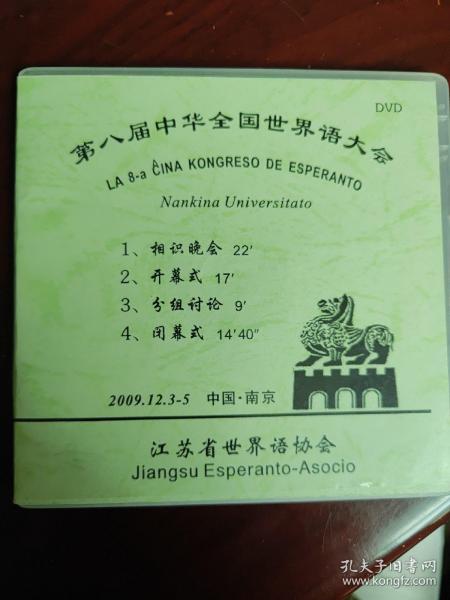 DVD
第八届中华全国世界语大会
LA 8-a ĈINA KONGRESO DE ESPERANTO
Nankina Universitato
1、相识晚会 22'
2、开幕式 17'
3、分组讨论 9'
4、闭幕式 14'40"
2009.12.3-5 中国·南京
江苏省世界语协会
Jiangsu Esperanto-Asocio
孔夫子旧书网
www.kongfz.com